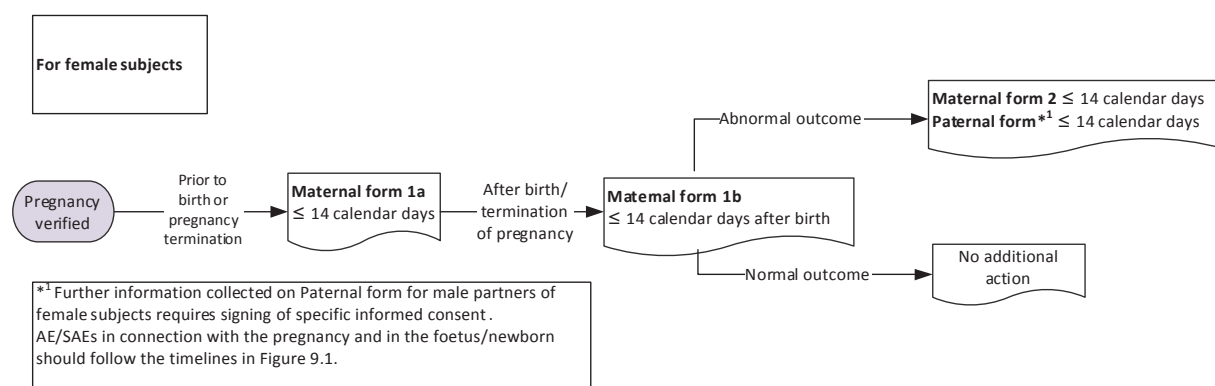 For female subjects
Maternal form 2 ≤ 14 calendar days
Paternal form*¹ ≤ 14 calendar days
Abnormal outcome
Pregnancy
verified
Prior to
birth or
pregnancy
termination
Maternal form 1a
≤ 14 calendar days
After birth/
termination
of pregnancy
Maternal form 1b
≤ 14 calendar days after birth
Normal outcome
No additional
action
*¹ Further information collected on Paternal form for male partners of
female subjects requires signing of specific informed consent .
AE/SAEs in connection with the pregnancy and in the foetus/newborn
should follow the timelines in Figure 9.1.